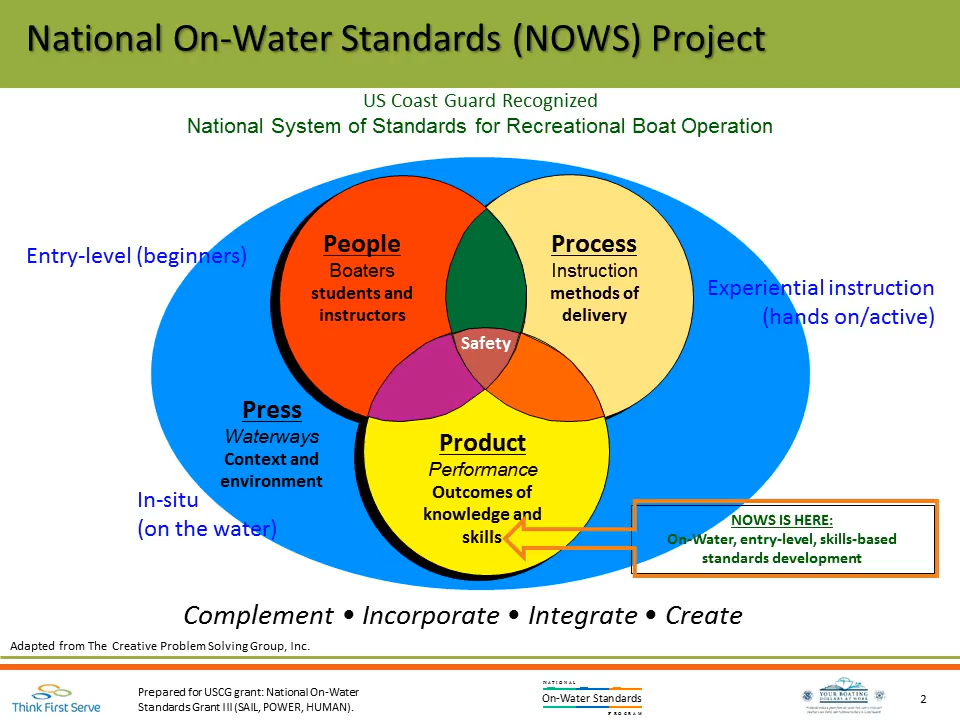 National On-Water Standards (NOWS) Project
US Coast Guard Recognized
National System of Standards for Recreational Boat Operation
Entry-level (beginners)
People
Boaters
students and
instructors
Process
Instruction
methods of
delivery
Experiential instruction
(hands on/active)
Safety
Press
Waterways
Context and
environment
Product
Performance
Outcomes of
knowledge and
skills
In-situ
(on the water)
NOWS IS HERE:
On-Water, entry-level, skills-based
standards development
Complement • Incorporate • Integrate • Create
Adapted from The Creative Problem Solving Group, Inc.
Think First Serve
Prepared for USCG grant: National On-Water
Standards Grant III (SAIL, POWER, HUMAN).
NATIONAL
On-Water Standards
PROGRAM
YOUR BOATING
DOLLARS AT WORK
2